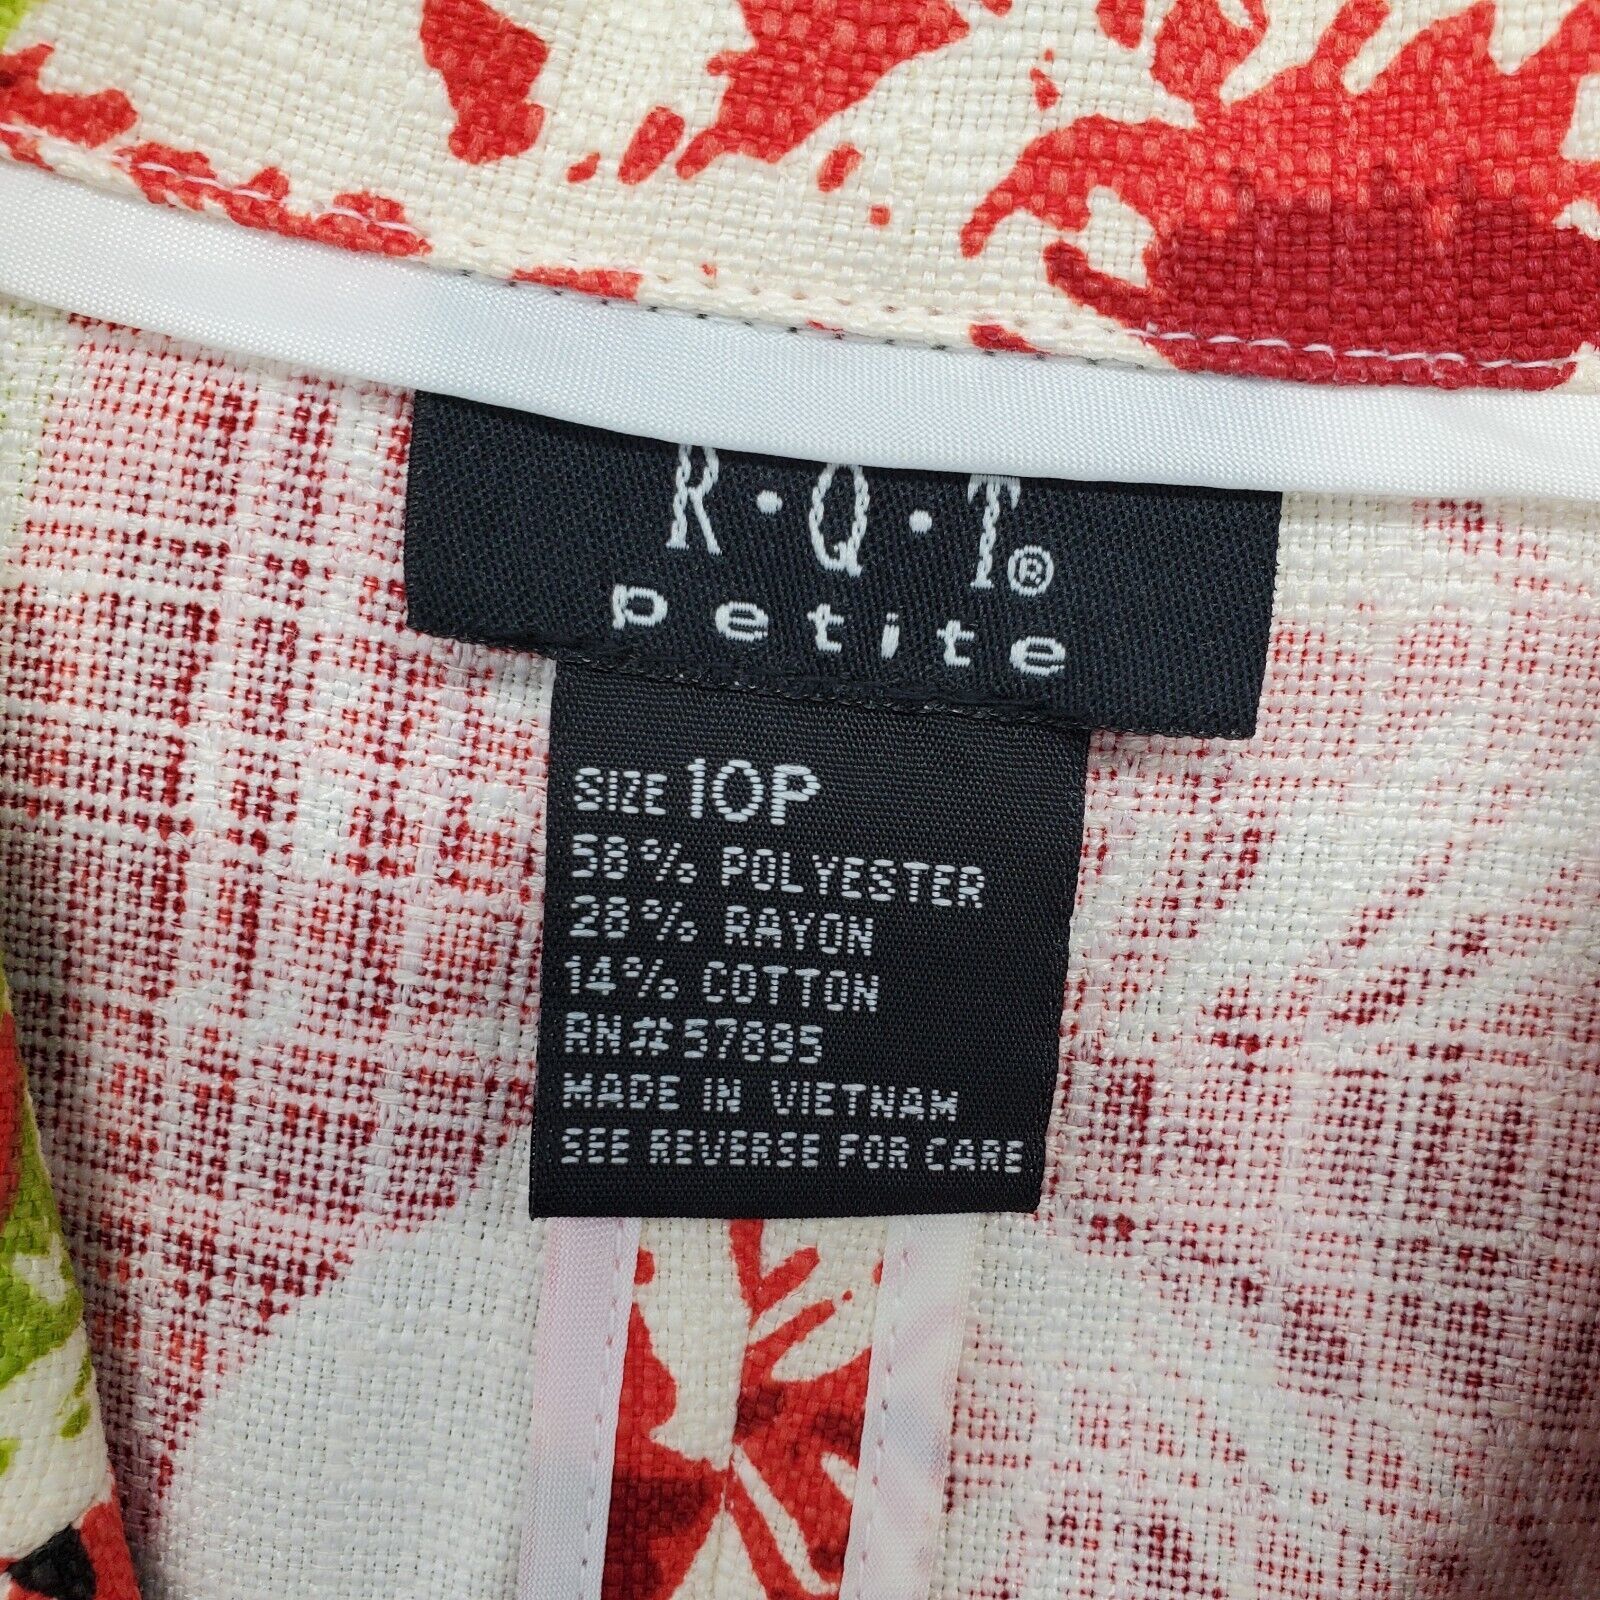 R·Q·T®
petite
SIZE 10P
58% POLYESTER
28% RAYON
14% COTTON
RN#57895
MADE IN VIETNAM
SEE REVERSE FOR CARE